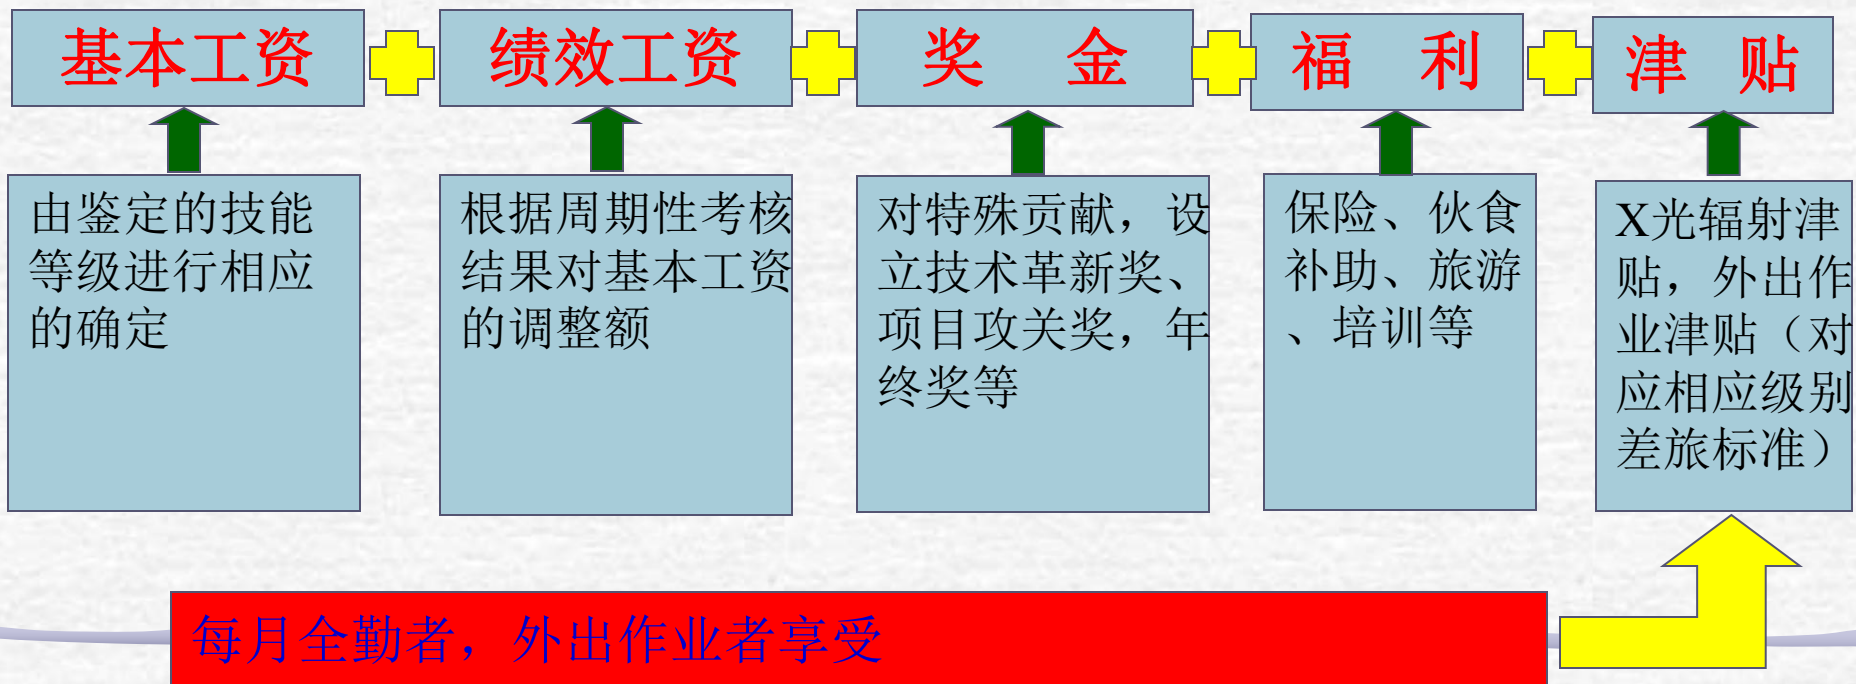 基本工资
绩效工资
奖 金
福 利
津 贴
由鉴定的技能
等级进行相应
的确定
根据周期性考核
结果对基本工资
的调整额
对特殊贡献，设
立技术革新奖、
项目攻关奖，年
终奖等
保险、伙食
补助、旅游
、培训等
X光辐射津
贴，外出作
业津贴（对
应相应级别
差旅标准）
每月全勤者，外出作业者享受